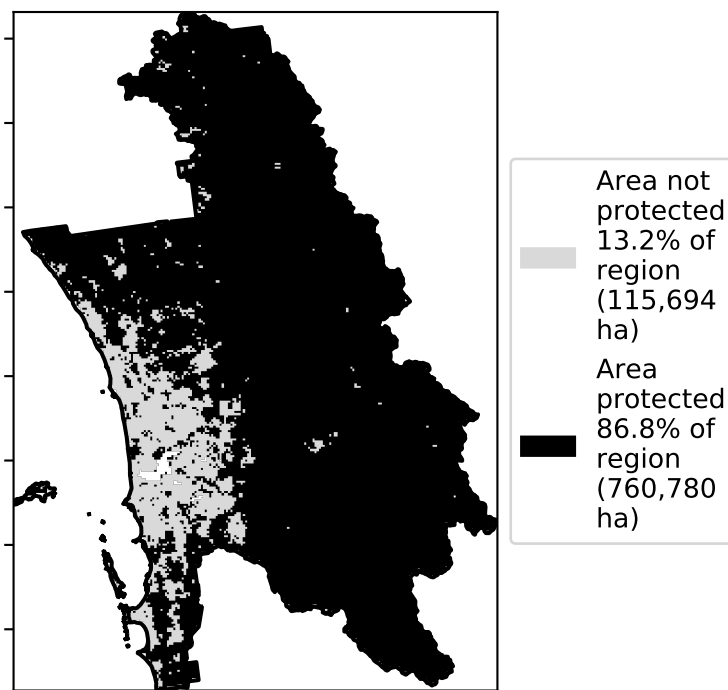 Area not
protected
13.2% of
region
(115,694
ha)
Area
protected
86.8% of
region
(760,780
ha)